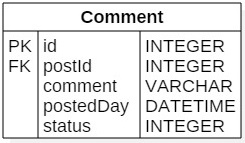 Comment
PK id INTEGER
FK postId INTEGER
comment VARCHAR
postedDay DATETIME
status INTEGER